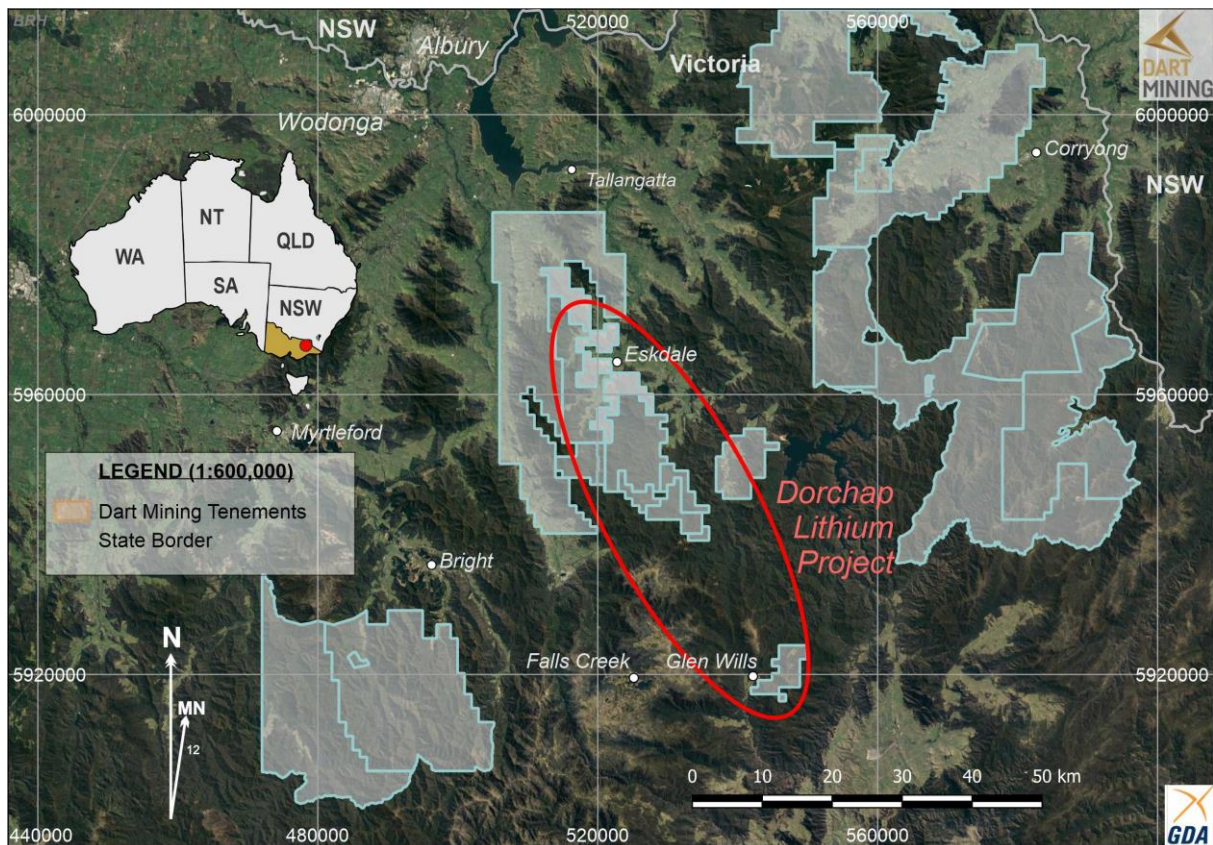 BRH
NSW
520000
560000
Albury
Victoria
DART
MINING
6000000
6000000
Wodonga
Corryong
Tallangatta
NSW
NT
WA
QLD
SA
NSW
Eskdale
5960000
5960000
Myrtleford
LEGEND (1:600,000)
Dart Mining Tenements
State Border
Dorchap
Lithium
Project
Bright
N
Falls Creek
Glen Wills
5920000
5920000
MN
12
0 10 20 30 40 50 km
440000
480000
520000
560000
GDA